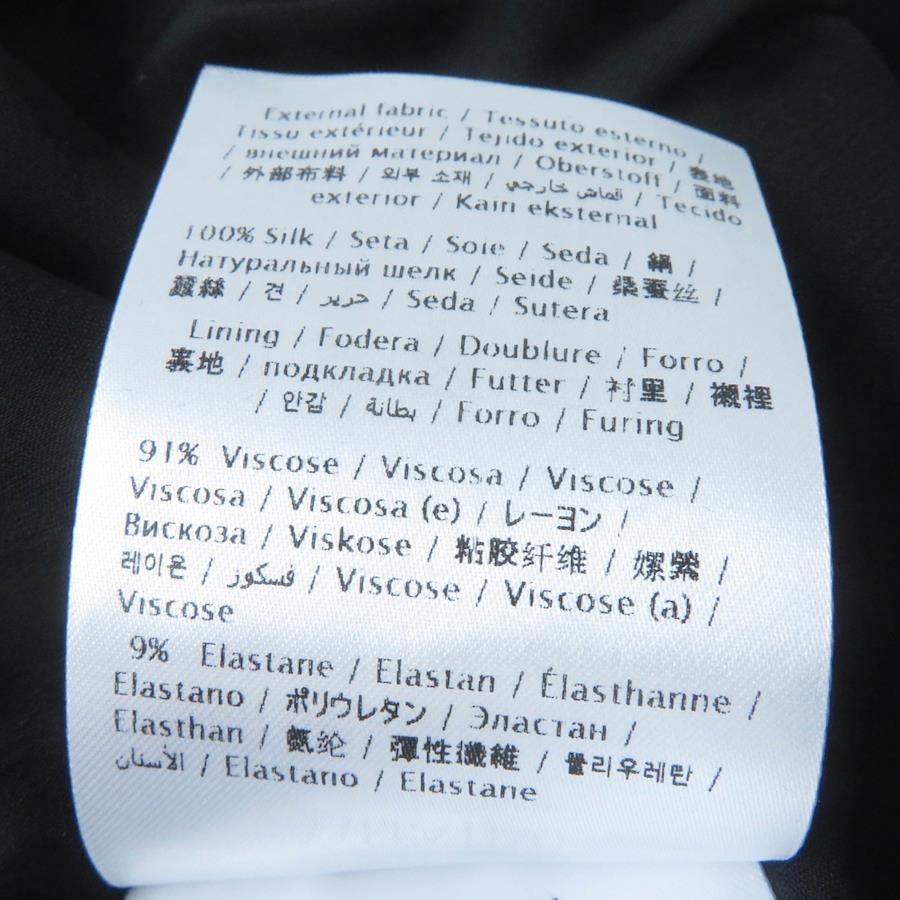 External fabric / Tessuto esterno /
Tissu extérieur / Tejido exterior / 表地
/ внешний материал / Oberstoff / 面料
/ 外部布料 / 외부 소재 / قماش خارجي / Tecido
exterior / Kain eksternal
100% Silk / Seta / Soie / Seda / 絹 /
Натуральный шелк / Seide / 桑蚕丝 /
蠶絲 / 견 / حرير / Seda / Sutera
Lining / Fodera / Doublure / Forro /
裏地 / подкладка / Futter / 衬里 / 襯裡
/ 안감 / بطانة / Forro / Furing
91% Viscose / Viscosa / Viscose /
Viscosa / Viscosa (e) / レーヨン /
Вискоза / Viskose / 粘胶纤维 / 嫘縈 /
레이온 / فسكوز / Viscose / Viscose (a) /
Viscose
9% Elastane / Elastan / Élasthanne /
Elastano / ポリウレタン / Эластан /
Elasthan / 氨纶 / 彈性纖維 / 폴리우레탄 /
الأسنان / Elastano / Elastane